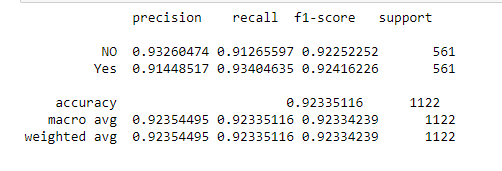 precision recall f1-score support
NO 0.93260474 0.91265597 0.92252252 561
Yes 0.91448517 0.93404635 0.92416226 561
accuracy 0.92335116 1122
macro avg 0.92354495 0.92335116 0.92334239 1122
weighted avg 0.92354495 0.92335116 0.92334239 1122